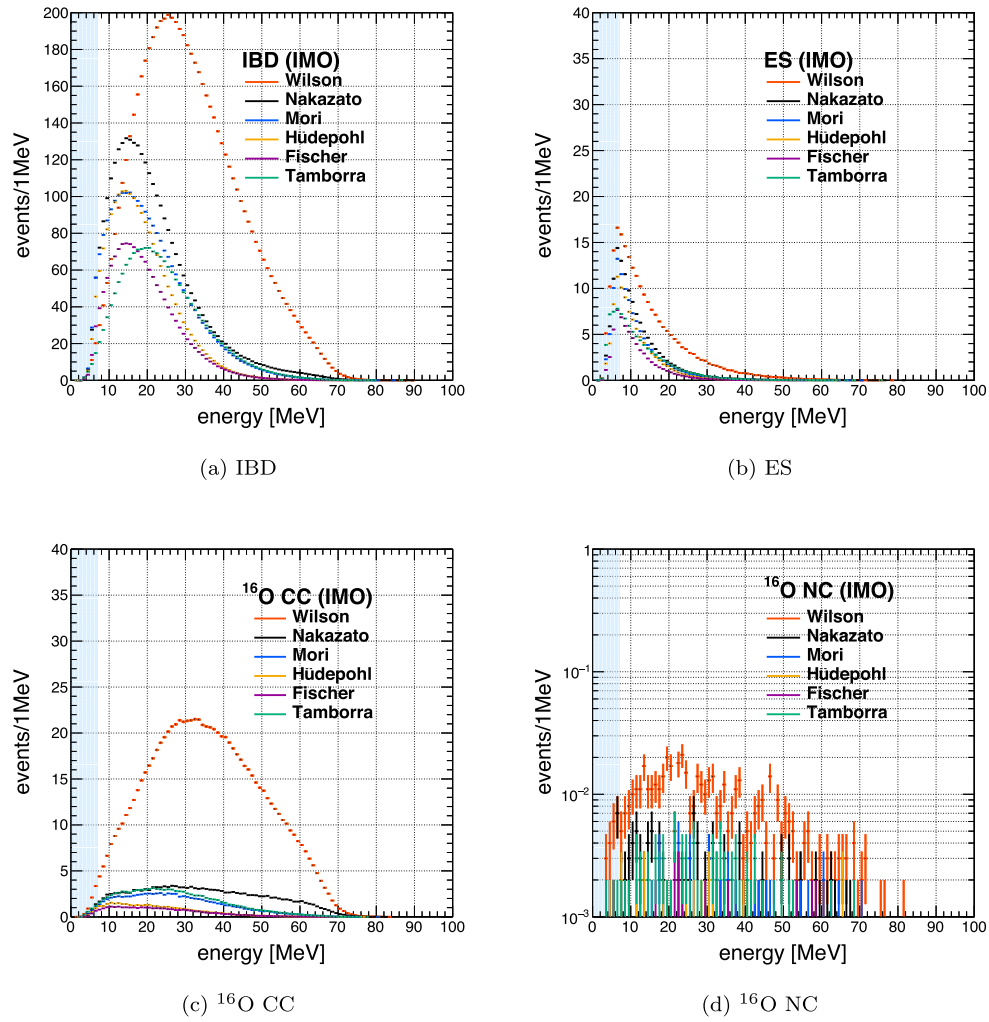 200
180
160
140
120
100
80
60
40
20
0
events/1MeV
IBD (IMO)
Wilson
Nakazato
Mori
Hüdepohl
Fischer
Tamborra
0 10 20 30 40 50 60 70 80 90 100
energy [MeV]
(a) IBD
40
35
30
25
20
15
10
5
0
events/1MeV
ES (IMO)
Wilson
Nakazato
Mori
Hüdepohl
Fischer
Tamborra
0 10 20 30 40 50 60 70 80 90 100
energy [MeV]
(b) ES
40
35
30
25
20
15
10
5
0
events/1MeV
¹⁶O CC (IMO)
Wilson
Nakazato
Mori
Hüdepohl
Fischer
Tamborra
0 10 20 30 40 50 60 70 80 90 100
energy [MeV]
(c) ¹⁶O CC
1
10⁻¹
10⁻²
10⁻³
events/1MeV
¹⁶O NC (IMO)
Wilson
Nakazato
Mori
Hüdepohl
Fischer
Tamborra
0 10 20 30 40 50 60 70 80 90 100
energy [MeV]
(d) ¹⁶O NC